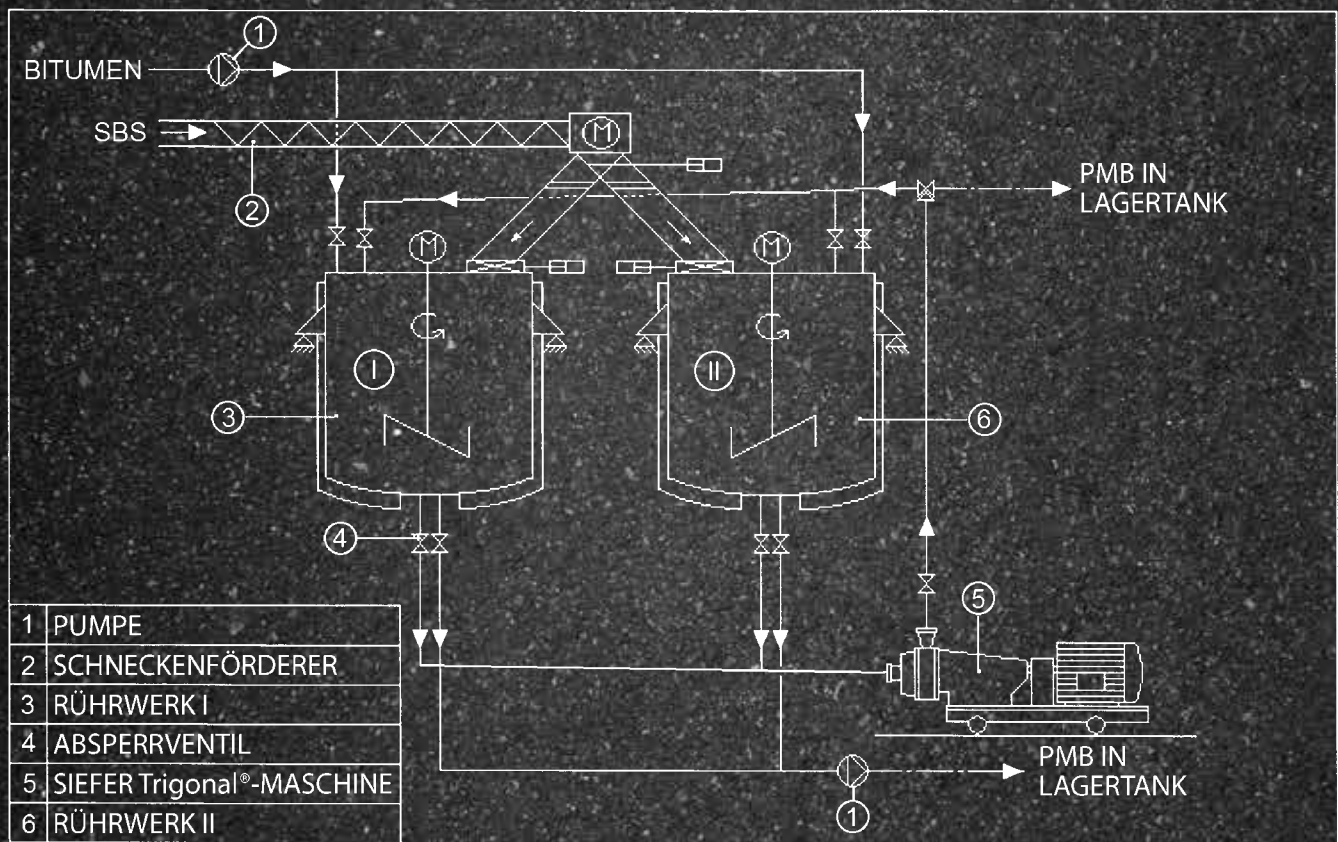 1
BITUMEN
SBS
M
2
PMB IN
LAGERTANK
M
M
I
II
3
6
4
5
1 PUMPE
2 SCHNECKENFÖRDERER
3 RÜHRWERK I
4 ABSPERRVENTIL
5 SIEFER Trigonal®-MASCHINE
6 RÜHRWERK II
PMB IN
LAGERTANK
1